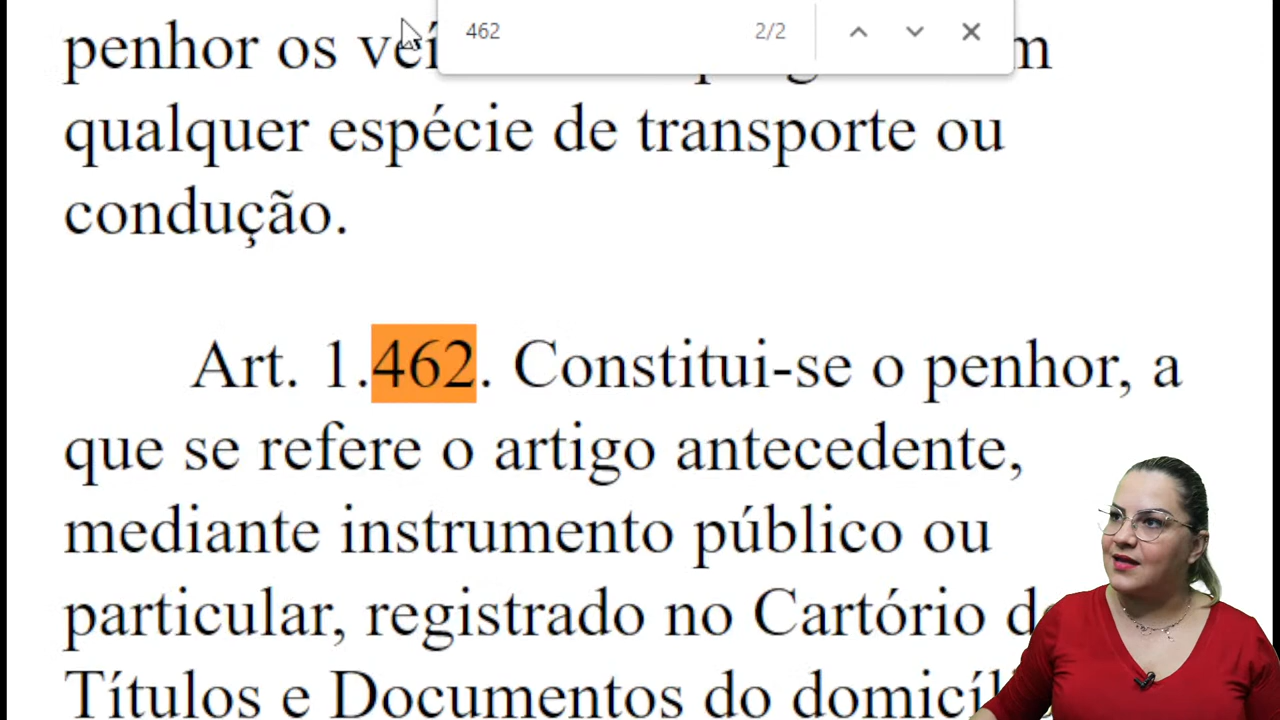 462 2/2
penhor os
qualquer espécie de transporte ou
condução.
Art. 1.462. Constitui-se o penhor, a
que se refere o artigo antecedente,
mediante instrumento público ou
particular, registrado no Cartório
Títulos e Documentos do